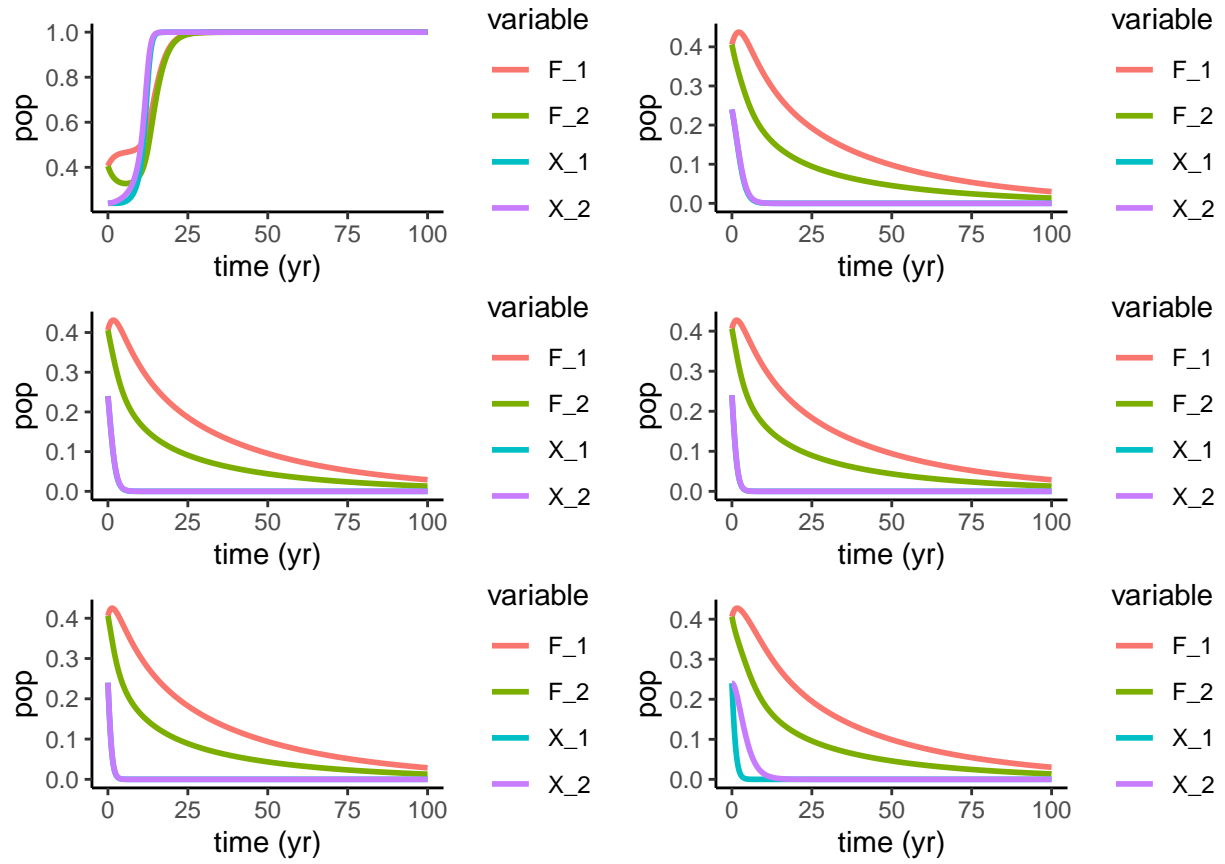 variable
F_1
F_2
X_1
X_2
pop
1.0
0.8
0.6
0.4
0 25 50 75 100
time (yr)
variable
F_1
F_2
X_1
X_2
pop
0.4
0.3
0.2
0.1
0.0
0 25 50 75 100
time (yr)
variable
F_1
F_2
X_1
X_2
pop
0.4
0.3
0.2
0.1
0.0
0 25 50 75 100
time (yr)
variable
F_1
F_2
X_1
X_2
pop
0.4
0.3
0.2
0.1
0.0
0 25 50 75 100
time (yr)
variable
F_1
F_2
X_1
X_2
pop
0.4
0.3
0.2
0.1
0.0
0 25 50 75 100
time (yr)
variable
F_1
F_2
X_1
X_2
pop
0.4
0.3
0.2
0.1
0.0
0 25 50 75 100
time (yr)